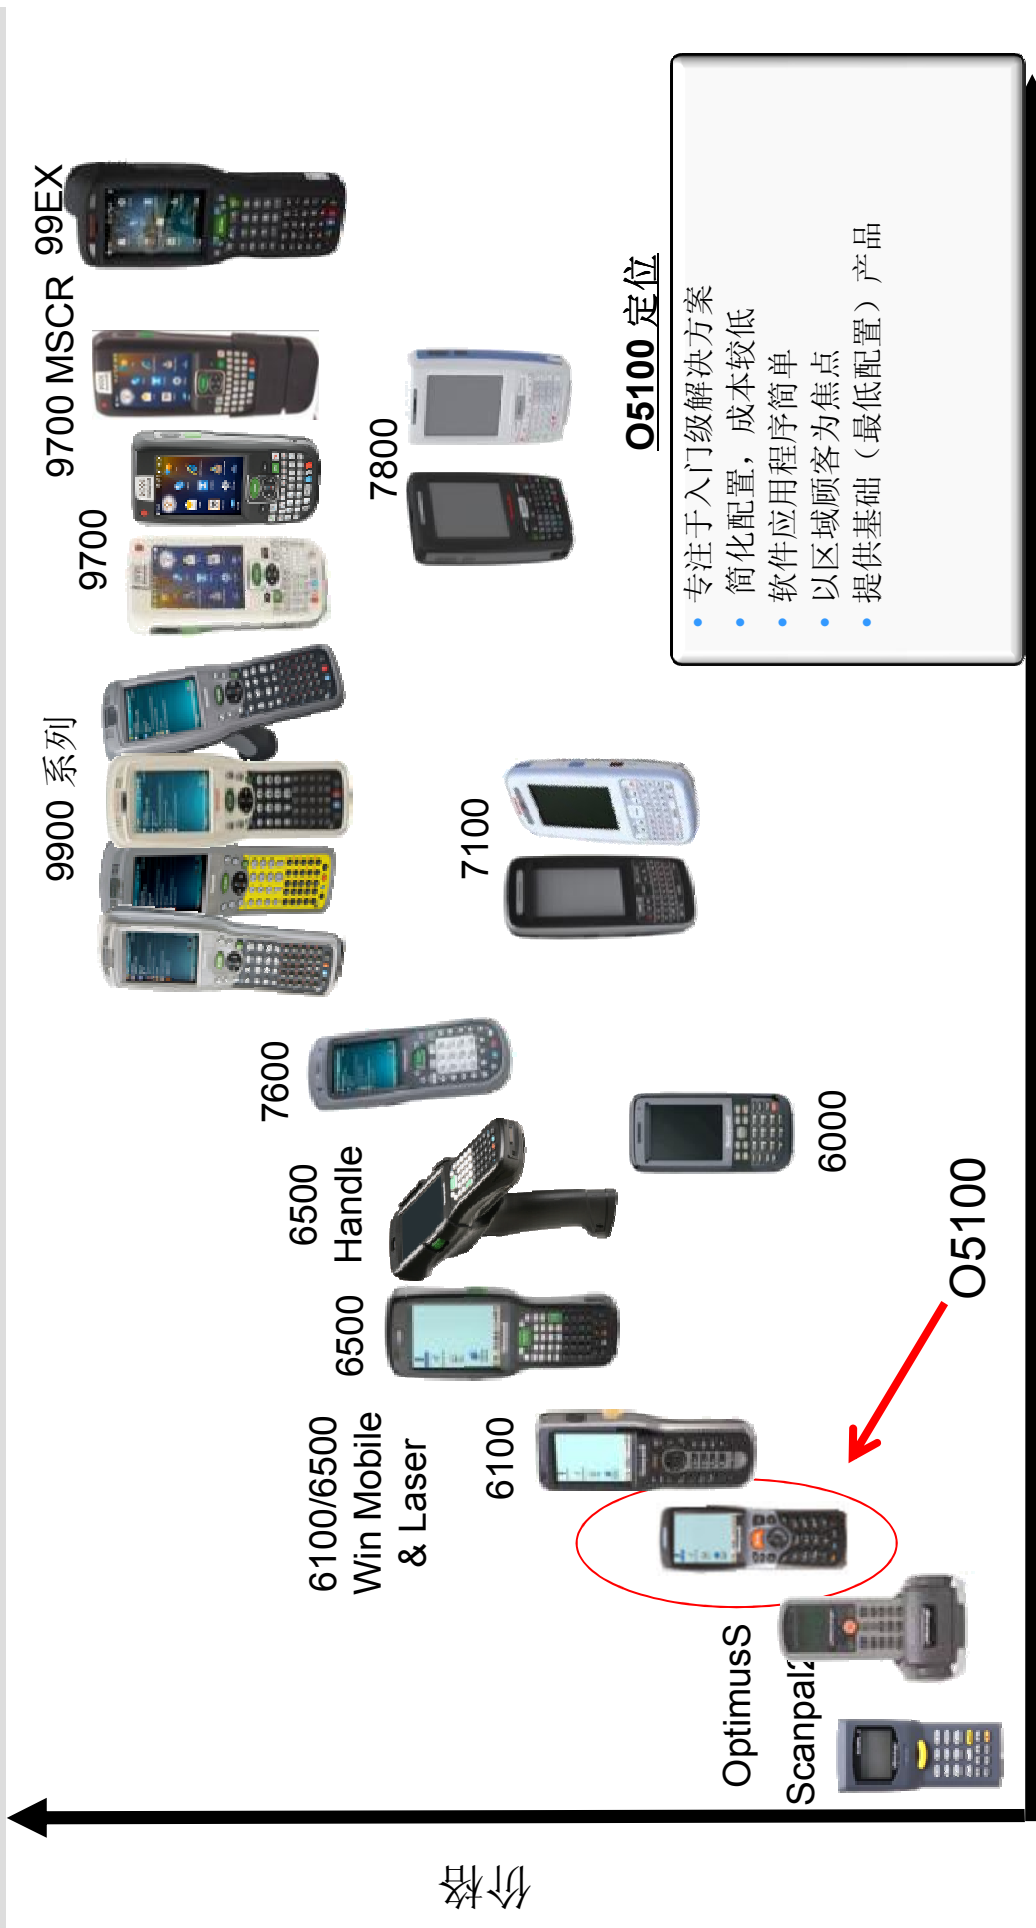 99EX
9700 MSCR
9700
9900 系列
7800
7100
7600
6500
Handle
6500
6100/6500
Win Mobile
& Laser
6100
6000
O5100
OptimusS
Scanpal2
O5100 定位
• 专注于入门级解决方案
• 简化配置，成本较低
• 软件应用程序简单
• 以区域顾客为焦点
• 提供基础（最低配置）产品
价格